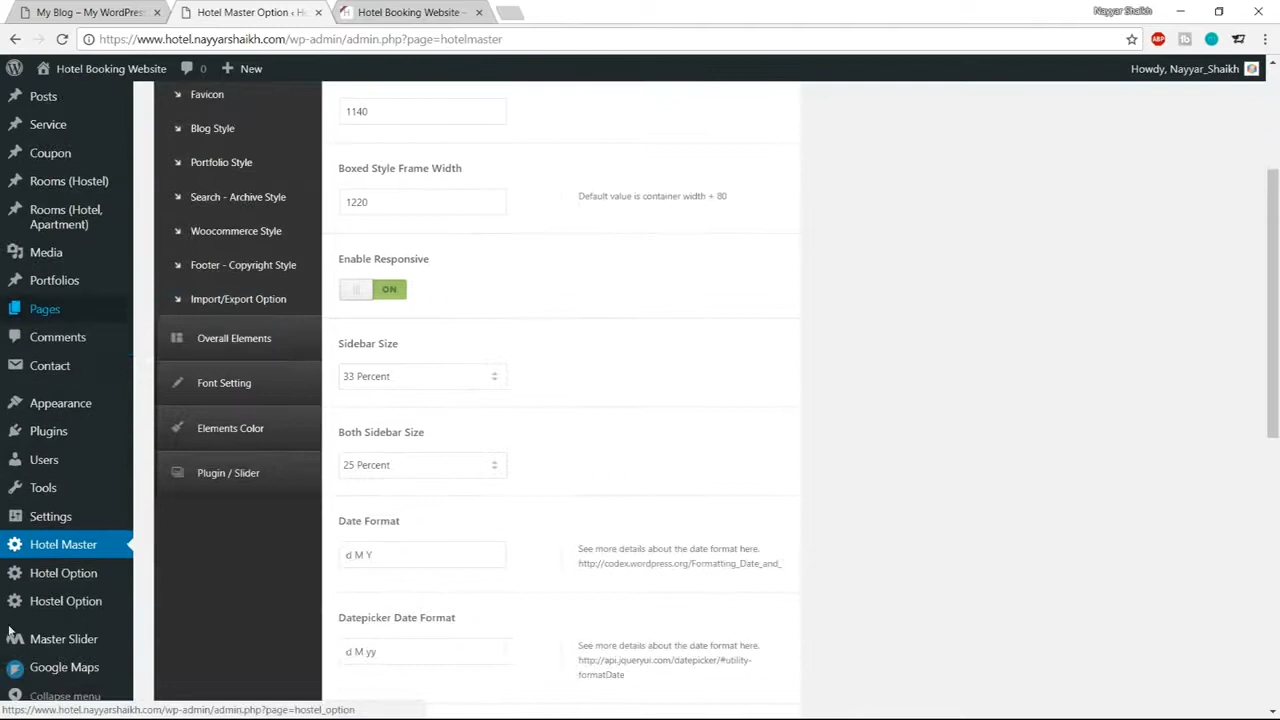 My Blog – My WordPress
Hotel Master Option ‹ H
Hotel Booking Website –
Nayyar Shaikh
https://www.hotel.nayyarshaikh.com/wp-admin/admin.php?page=hotelmaster
ABP
Hotel Booking Website
0
New
Howdy, Nayyar_Shaikh
Posts
Service
Coupon
Rooms (Hostel)
Rooms (Hotel,
Apartment)
Media
Portfolios
Pages
Comments
Contact
Appearance
Plugins
Users
Tools
Settings
Hotel Master
Hotel Option
Hostel Option
Master Slider
Google Maps
Collapse menu
Favicon
Blog Style
Portfolio Style
Search - Archive Style
Woocommerce Style
Footer - Copyright Style
Import/Export Option
Overall Elements
Font Setting
Elements Color
Plugin / Slider
1140
Boxed Style Frame Width
1220
Default value is container width + 80
Enable Responsive
ON
Sidebar Size
33 Percent
Both Sidebar Size
25 Percent
Date Format
d M Y
See more details about the date format here.
http://codex.wordpress.org/Formatting_Date_and_
Datepicker Date Format
d M yy
See more details about the date format here.
http://api.jqueryui.com/datepicker/#utility-
formatDate
https://www.hotel.nayyarshaikh.com/wp-admin/admin.php?page=hostel_option